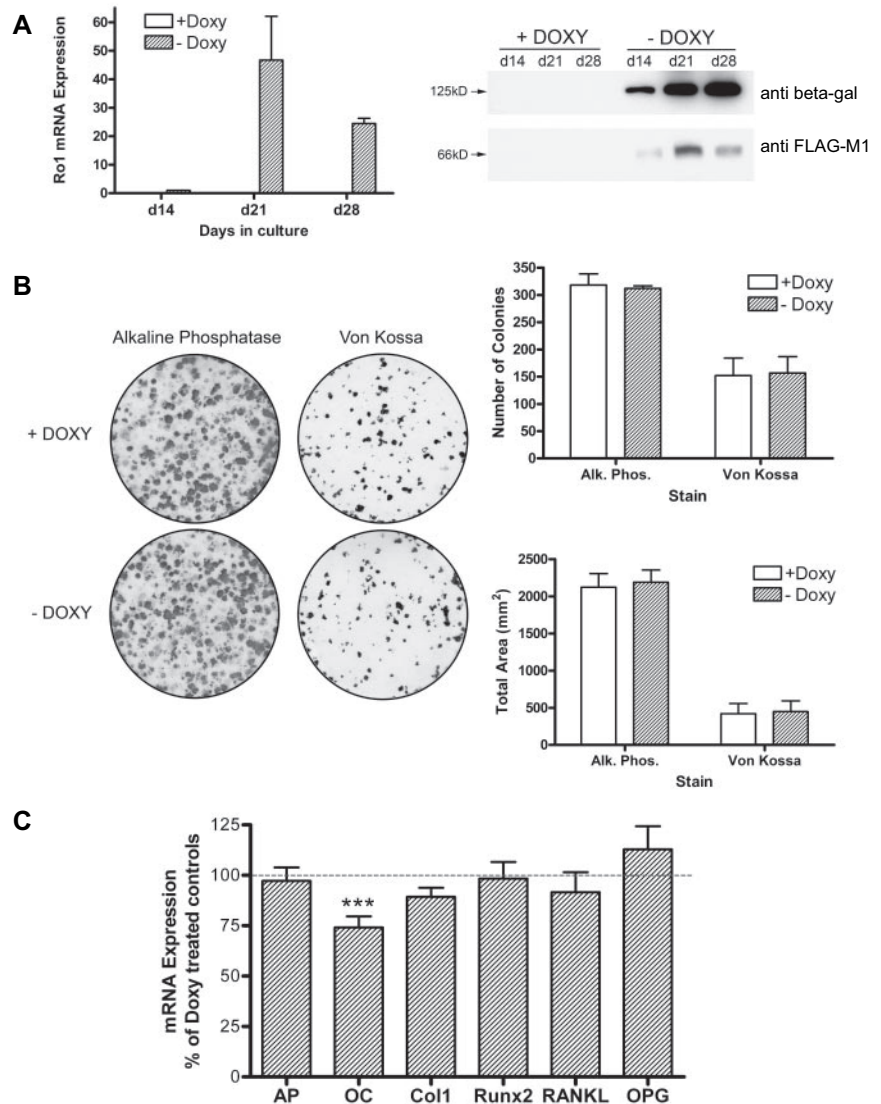 A
Ro1 mRNA Expression
60
50
40
30
20
10
0
+Doxy
- Doxy
d14 d21 d28
Days in culture
+ DOXY - DOXY
d14 d21 d28 d14 d21 d28
125kD
anti beta-gal
66kD
anti FLAG-M1
B
Alkaline Phosphatase Von Kossa
+ DOXY
- DOXY
Number of Colonies
350
300
250
200
150
100
50
0
+Doxy
- Doxy
Alk. Phos. Von Kossa
Stain
Total Area (mm²)
2500
2000
1500
1000
500
0
+Doxy
- Doxy
Alk. Phos. Von Kossa
Stain
C
mRNA Expression
% of Doxy treated controls
125
100
75
50
25
0
***
AP OC Col1 Runx2 RANKL OPG